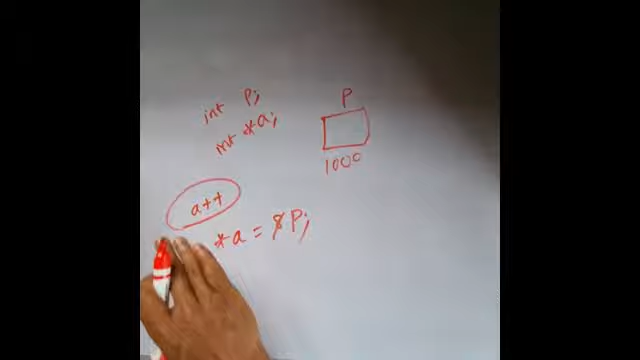 int P;
int *a;
P
1000
a++
*a = &P;